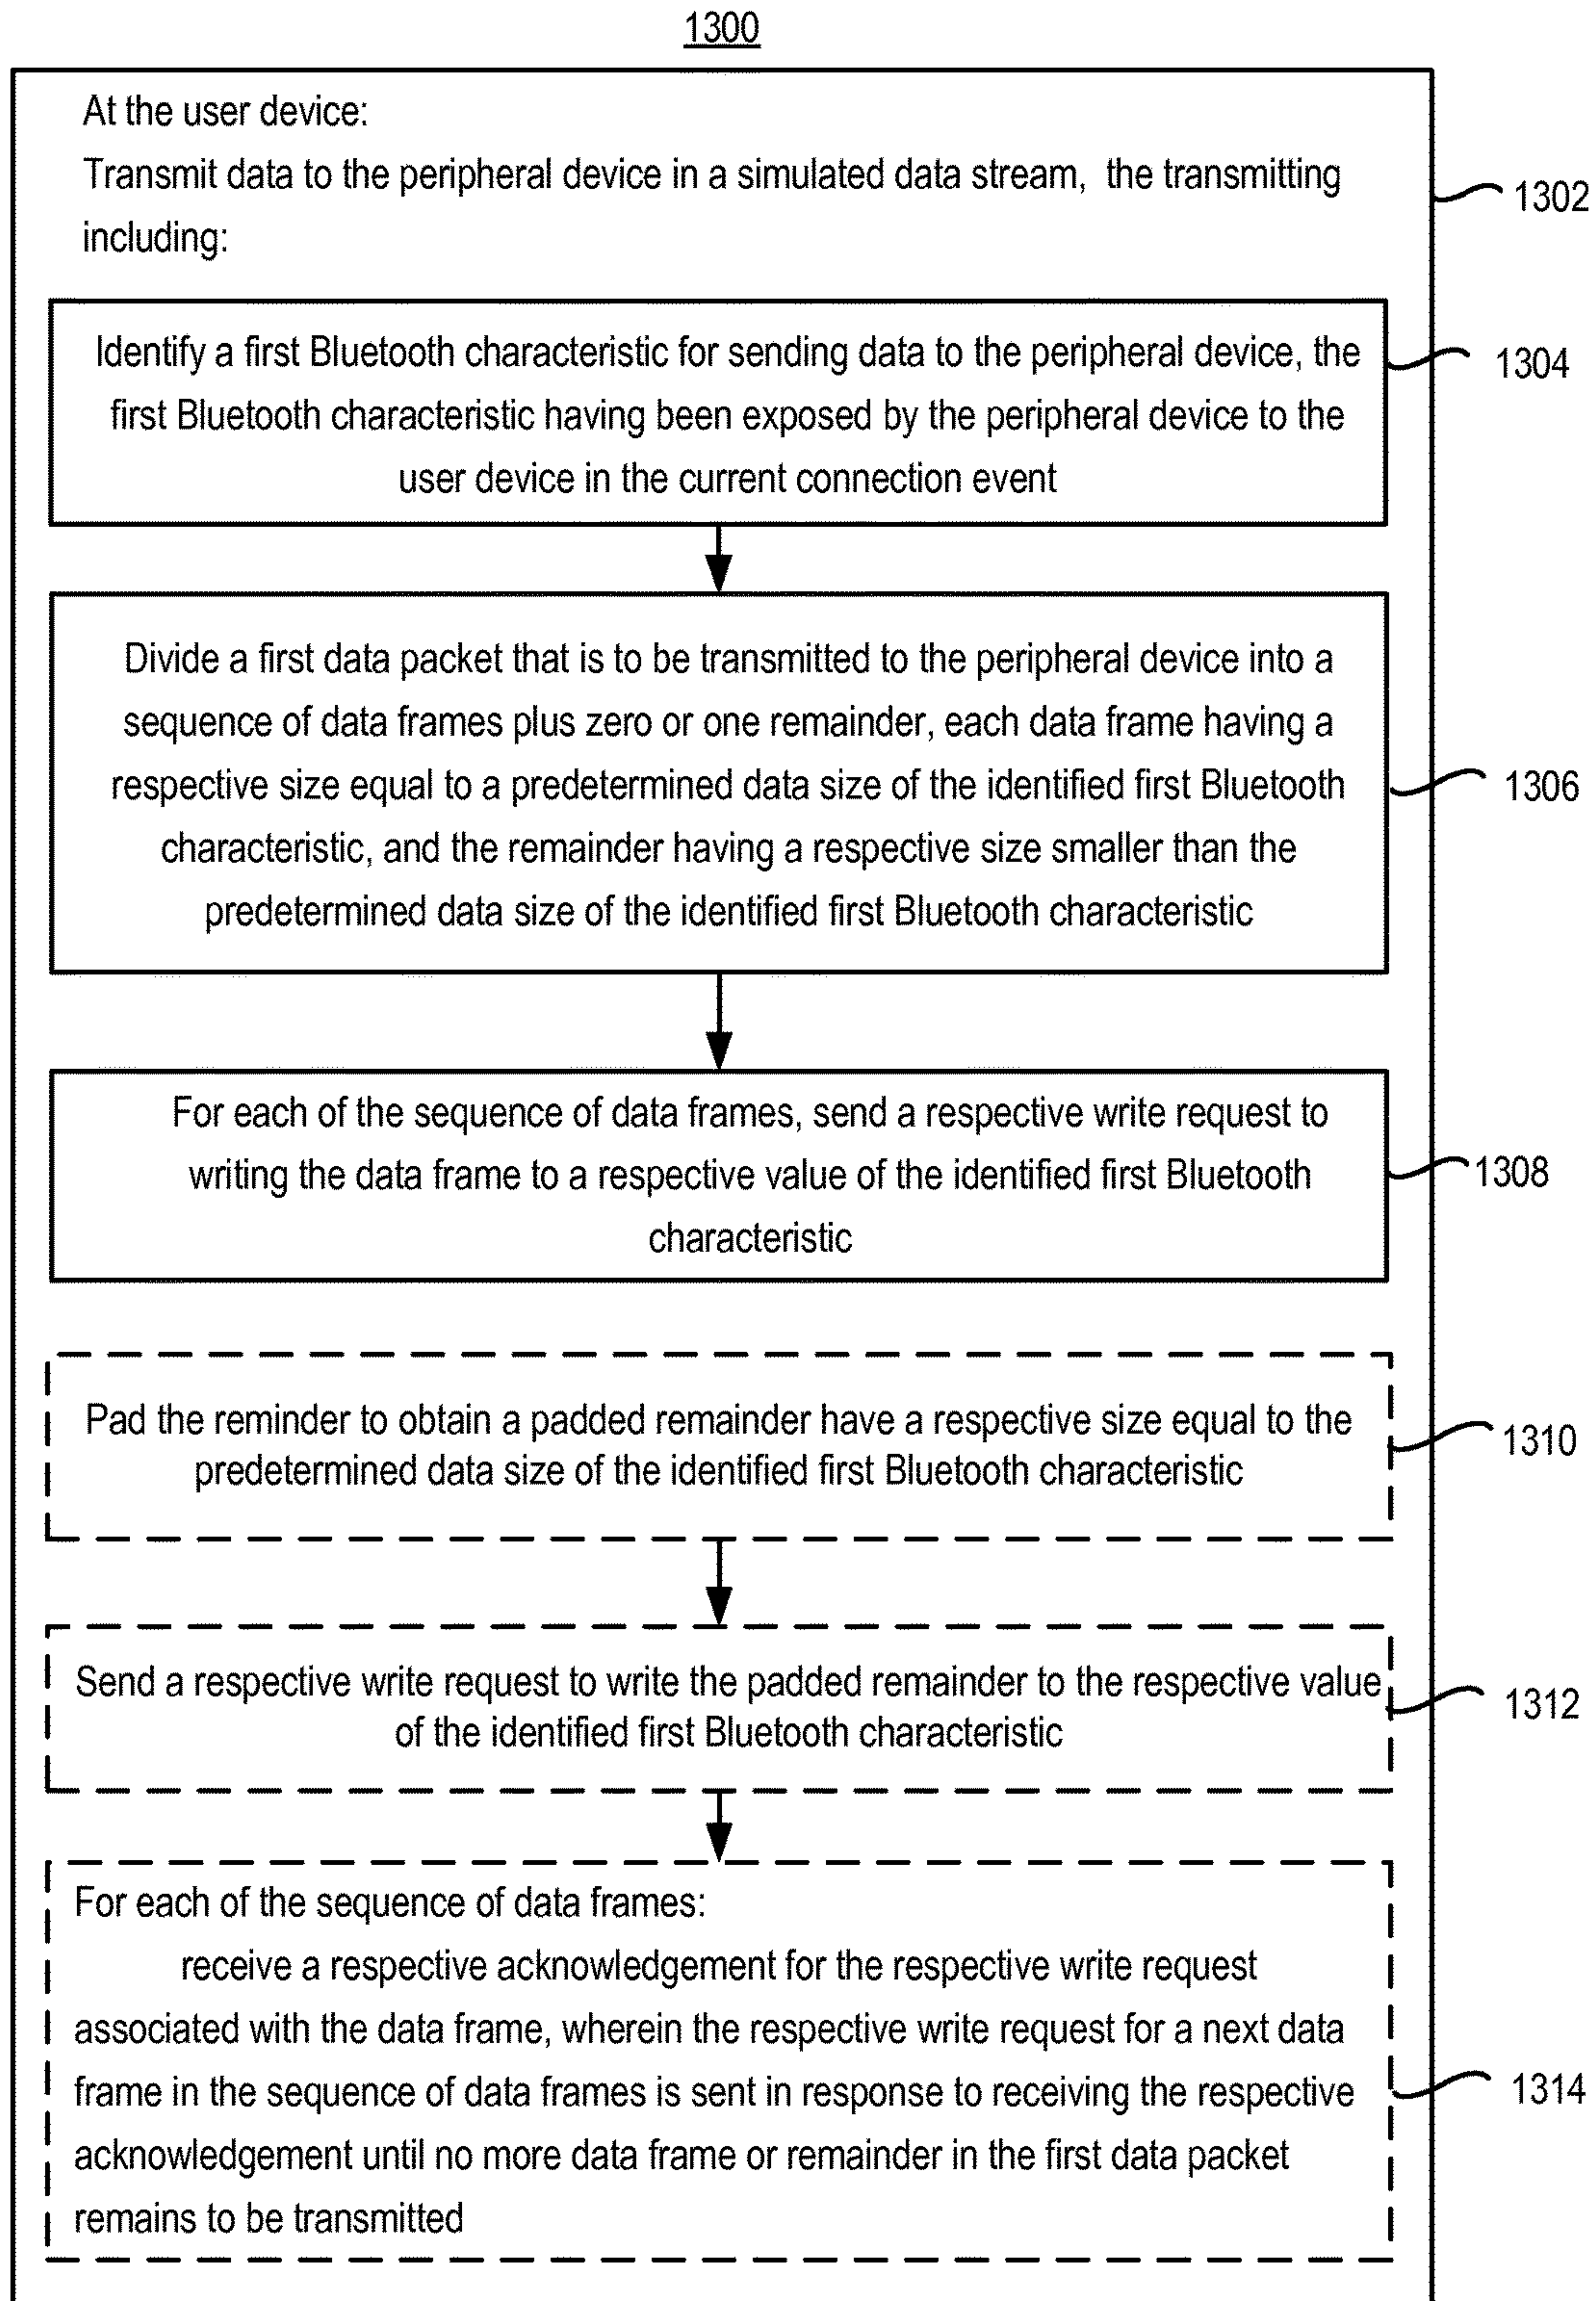 1300
At the user device:
Transmit data to the peripheral device in a simulated data stream, the transmitting
including:
1302
Identify a first Bluetooth characteristic for sending data to the peripheral device, the
first Bluetooth characteristic having been exposed by the peripheral device to the
user device in the current connection event
1304
Divide a first data packet that is to be transmitted to the peripheral device into a
sequence of data frames plus zero or one remainder, each data frame having a
respective size equal to a predetermined data size of the identified first Bluetooth
characteristic, and the remainder having a respective size smaller than the
predetermined data size of the identified first Bluetooth characteristic
1306
For each of the sequence of data frames, send a respective write request to
writing the data frame to a respective value of the identified first Bluetooth
characteristic
1308
Pad the reminder to obtain a padded remainder have a respective size equal to the
predetermined data size of the identified first Bluetooth characteristic
1310
Send a respective write request to write the padded remainder to the respective value
of the identified first Bluetooth characteristic
1312
For each of the sequence of data frames:
receive a respective acknowledgement for the respective write request
associated with the data frame, wherein the respective write request for a next data
frame in the sequence of data frames is sent in response to receiving the respective
acknowledgement until no more data frame or remainder in the first data packet
remains to be transmitted
1314